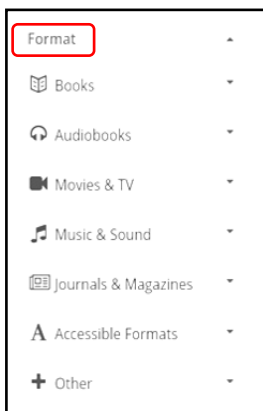 Format
Books
Audiobooks
Movies & TV
Music & Sound
Journals & Magazines
Accessible Formats
Other